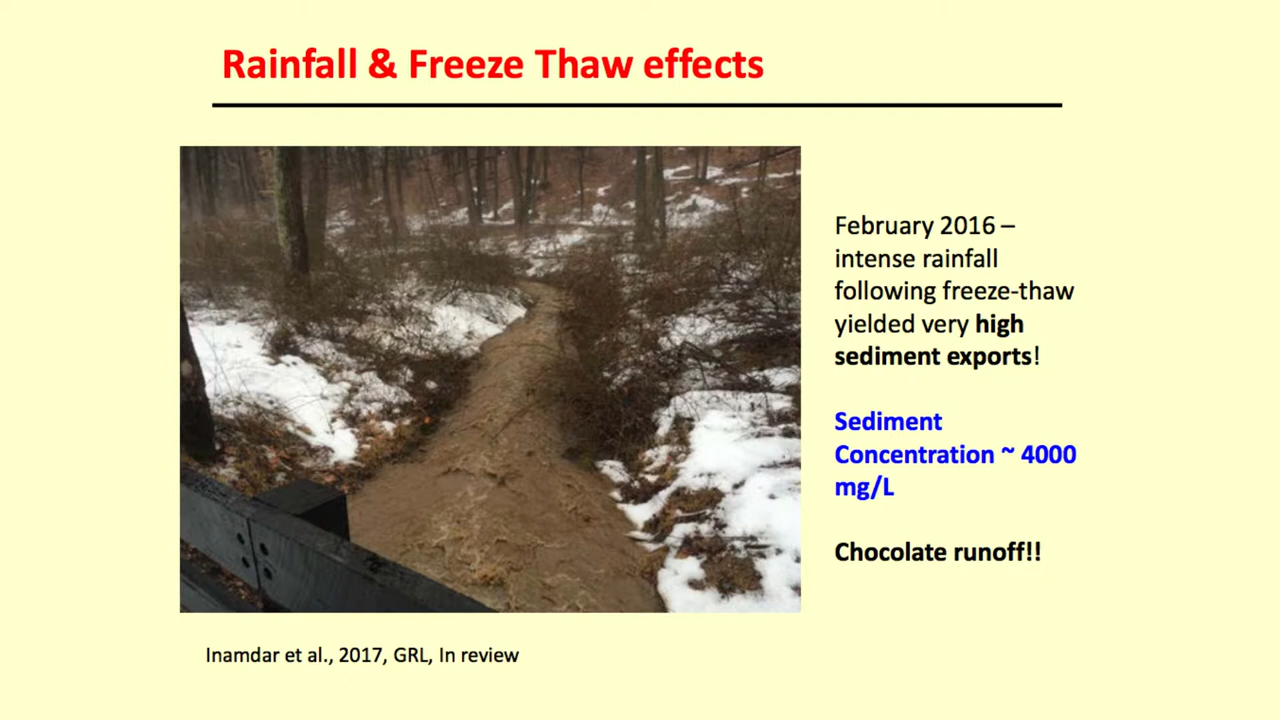 Rainfall & Freeze Thaw effects
February 2016 –
intense rainfall
following freeze-thaw
yielded very high
sediment exports!
Sediment
Concentration ~ 4000
mg/L
Chocolate runoff!!
Inamdar et al., 2017, GRL, In review